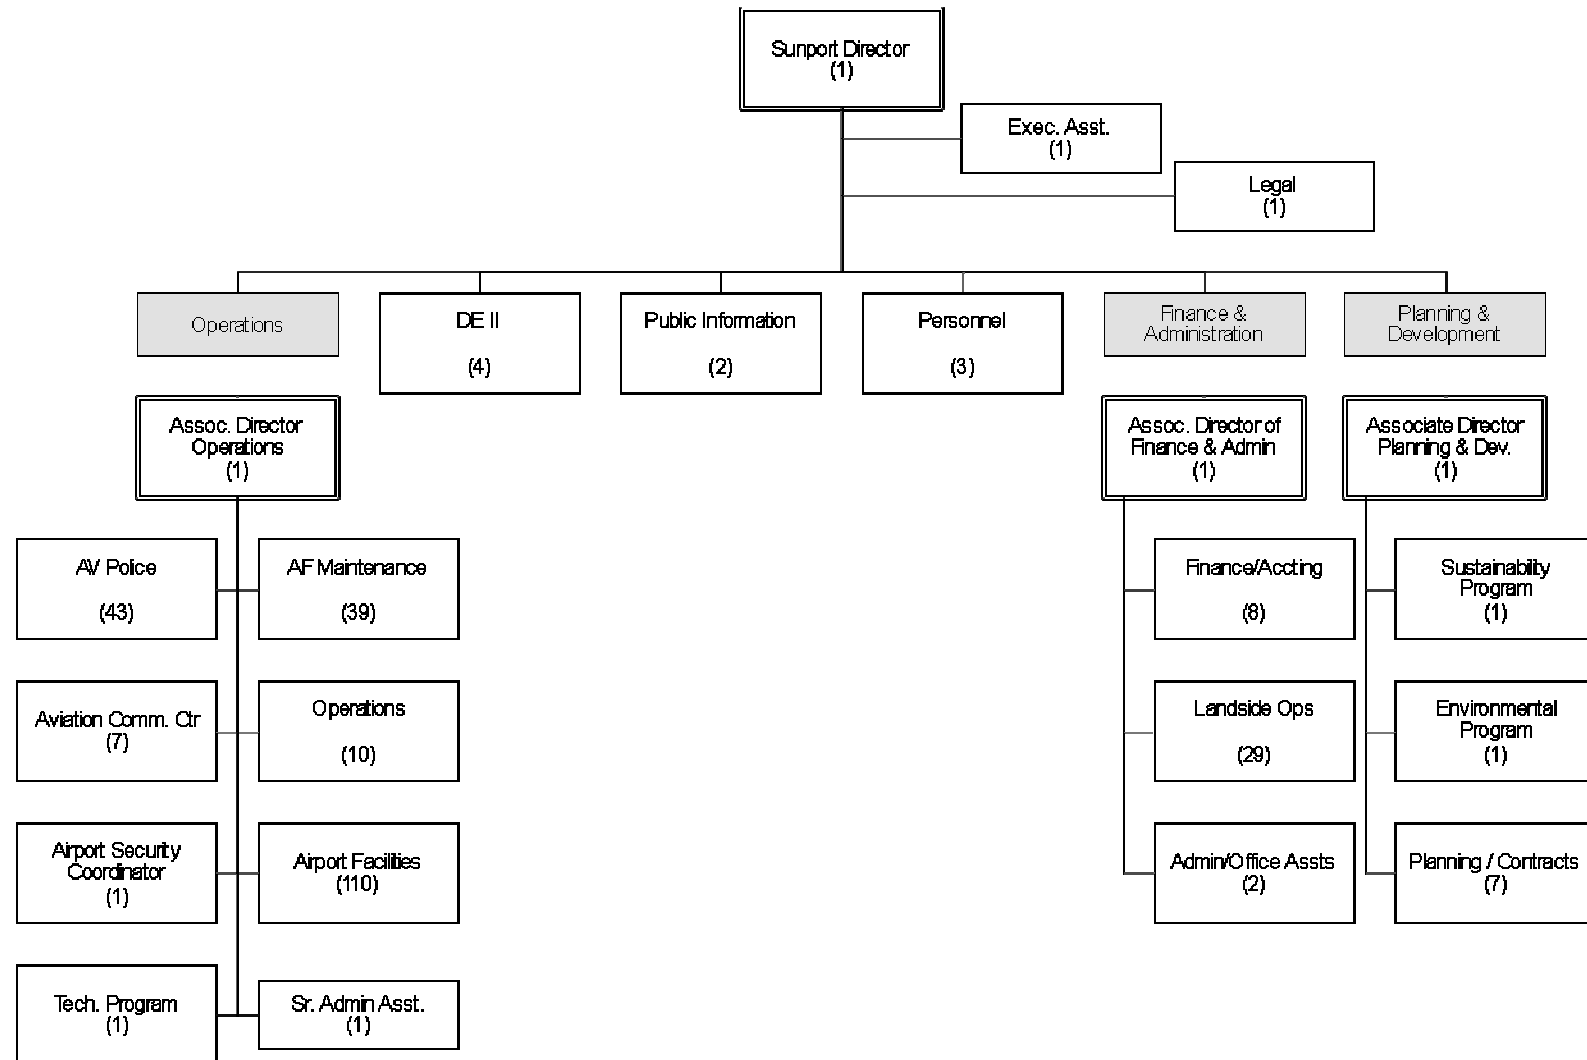 Sunport Director
(1)
Exec. Asst.
(1)
Legal
(1)
Operations
DE II
(4)
Public Information
(2)
Personnel
(3)
Finance &
Administration
Planning &
Development
Assoc. Director
Operations
(1)
Assoc. Director of
Finance & Admin
(1)
Associate Director
Planning & Dev.
(1)
AV Police
(43)
AF Maintenance
(39)
Finance/Accting
(8)
Sustainability
Program
(1)
Aviation Comm. Ctr
(7)
Operations
(10)
Landside Ops
(29)
Environmental
Program
(1)
Airport Security
Coordinator
(1)
Airport Facilities
(110)
Admin/Office Assts
(2)
Planning / Contracts
(7)
Tech. Program
(1)
Sr. Admin Asst.
(1)